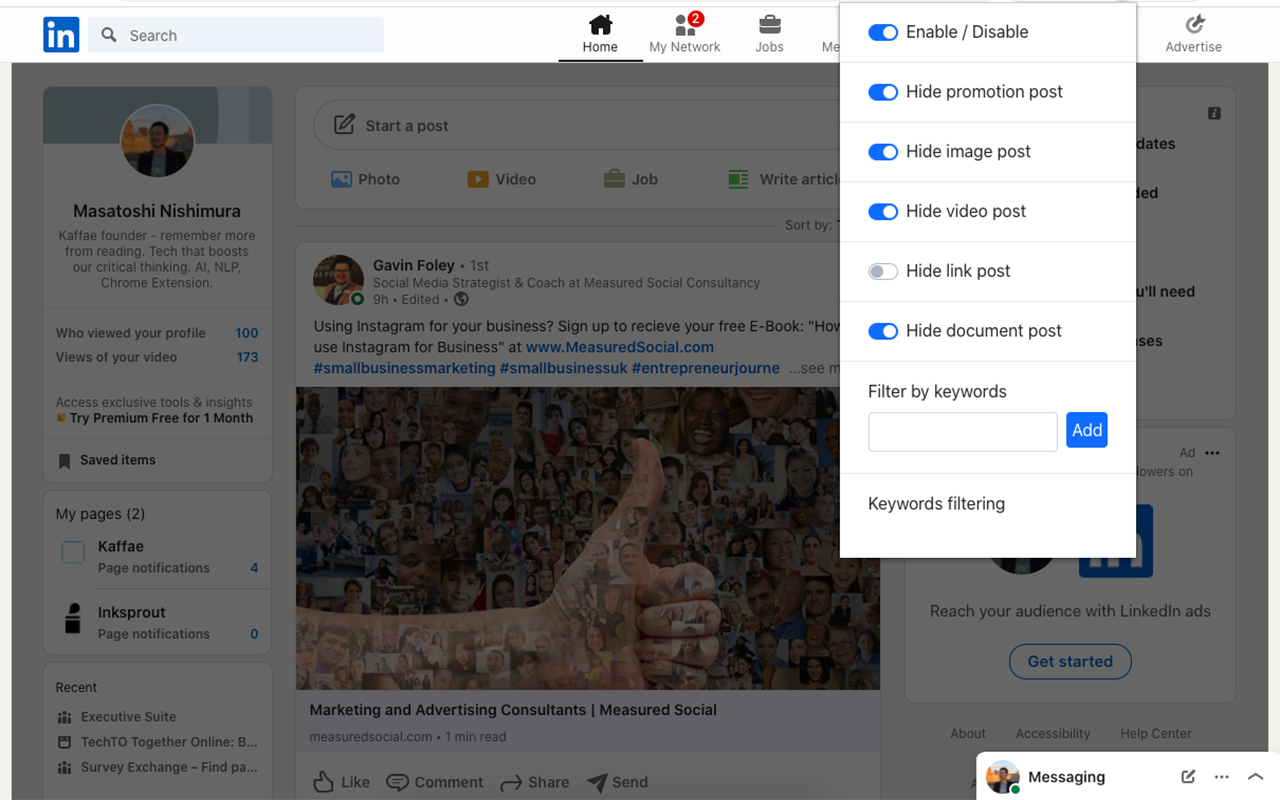 in
Search
Home
2
My Network
Jobs
Me
Advertise
Enable / Disable
Hide promotion post
Hide image post
Hide video post
Hide link post
Hide document post
Filter by keywords
Add
Keywords filtering
Masatoshi Nishimura
Kaffae founder - remember more
from reading. Tech that boosts
our critical thinking. AI, NLP,
Chrome Extension.
Who viewed your profile 100
Views of your video 173
Access exclusive tools & insights
Try Premium Free for 1 Month
Saved items
My pages (2)
Kaffae
Page notifications 4
Inksprout
Page notifications 0
Recent
Executive Suite
TechTO Together Online: B...
Survey Exchange – Find pa...
Start a post
Photo
Video
Job
Write article
Sort by:
Gavin Foley • 1st
Social Media Strategist & Coach at Measured Social Consultancy
9h • Edited •
Using Instagram for your business? Sign up to recieve your free E-Book: "How
use Instagram for Business" at www.MeasuredSocial.com
#smallbusinessmarketing #smallbusinessuk #entrepreneurjourne ...see m
Marketing and Advertising Consultants | Measured Social
measuredsocial.com • 1 min read
Like
Comment
Share
Send
dates
ded
u'll need
ses
Ad
lowers on
Reach your audience with LinkedIn ads
Get started
About
Accessibility
Help Center
Messaging